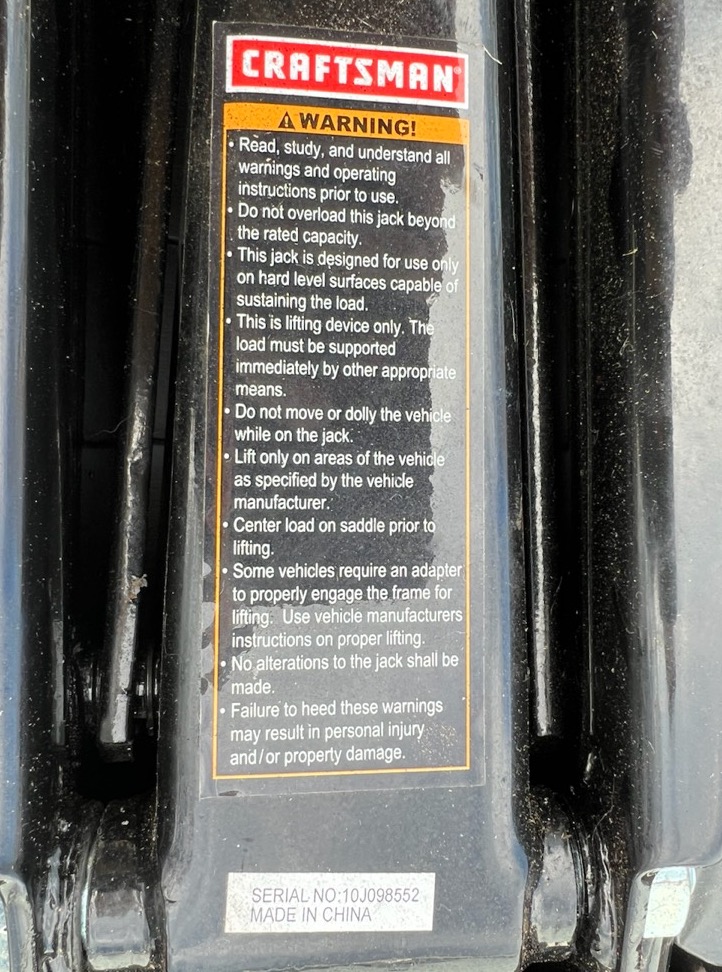 CRAFTSMAN
WARNING!
• Read, study, and understand all
warnings and operating
instructions prior to use.
• Do not overload this jack beyond
the rated capacity.
• This jack is designed for use only
on hard level surfaces capable of
sustaining the load.
• This is lifting device only. The
load must be supported
immediately by other appropriate
means.
• Do not move or dolly the vehicle
while on the jack.
• Lift only on areas of the vehicle
as specified by the vehicle
manufacturer.
• Center load on saddle prior to
lifting.
• Some vehicles require an adapter
to properly engage the frame for
lifting. Use vehicle manufacturers
instructions on proper lifting.
• No alterations to the jack shall be
made.
• Failure to heed these warnings
may result in personal injury
and/or property damage.
SERIAL NO:10J098552
MADE IN CHINA